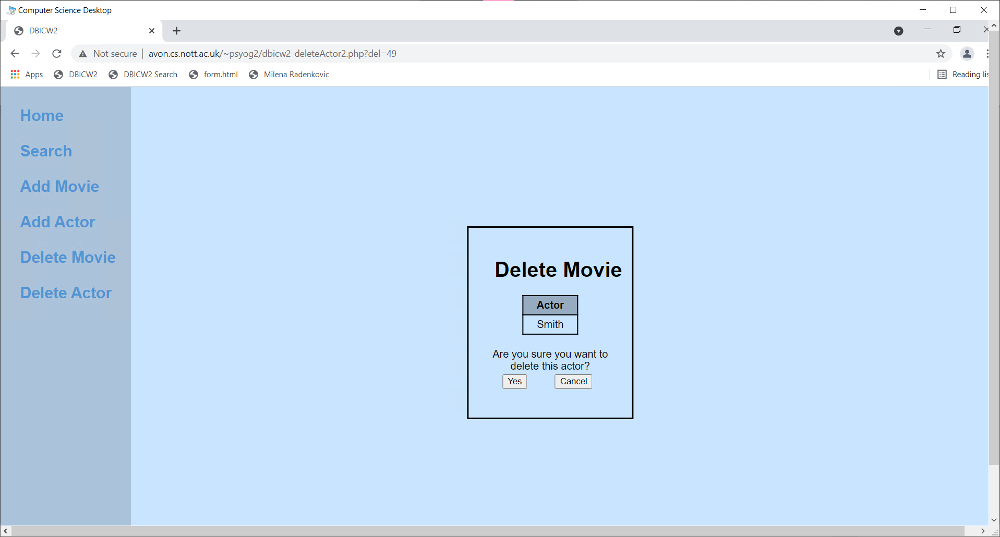 Computer Science Desktop
DBICW2
Not secure | avon.cs.nott.ac.uk/~psyog2/dbicw2-deleteActor2.php?del=49
Apps DBICW2 DBICW2 Search form.html Milena Radenkovic Reading lis
Home
Search
Add Movie
Add Actor
Delete Movie
Delete Actor
Delete Movie
Actor
Smith
Are you sure you want to
delete this actor?
Yes Cancel